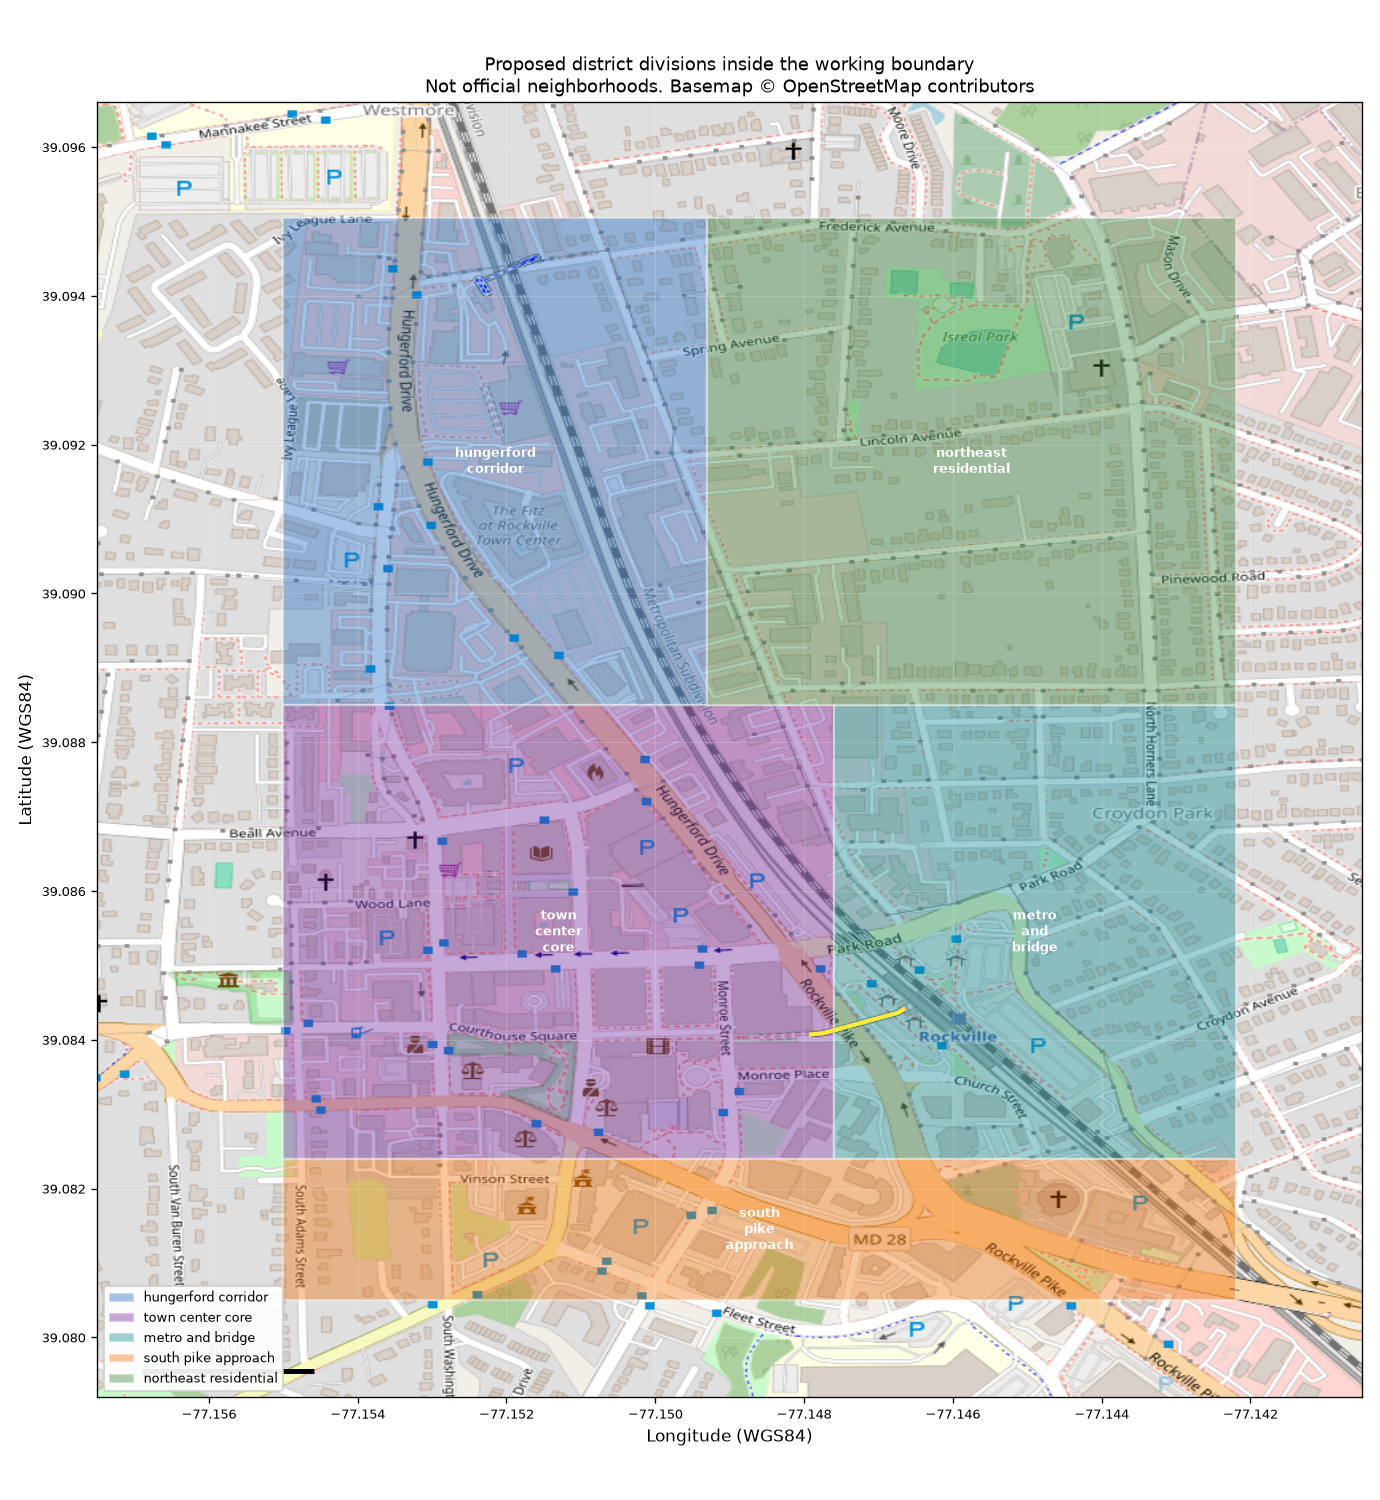 Proposed district divisions inside the working boundary
Not official neighborhoods. Basemap © OpenStreetMap contributors
Westmore
Mannakee Street
Moore Drive
39.096
P
P
Ivy League Lane
Frederick Avenue
Mason Drive
39.094
Hungerford Drive
P
Isreal Park
Spring Avenue
Ivy League Lane
39.092
Lincoln Avenue
hungerford
corridor
northeast
residential
Hungerford Drive
The Fitz
at Rockville
Town Center
P
39.090
Pinewood Road
Metropolitan Subdivision
39.088
North Horners Lane
P
Hungerford Drive
Croydon Park
Beall Avenue
P
39.086
P
Park Road
Wood Lane
P
town
center
core
metro
and
bridge
P
Park Road
Latitude (WGS84)
Rockville Pike
Monroe Street
Croydon Avenue
39.084
Courthouse Square
Rockville
P
Monroe Place
Church Street
39.082
South Van Buren Street
South Adams Street
Vinson Street
P
P
south
pike
approach
MD 28
P
Rockville Pike
hungerford corridor
town center core
metro and bridge
south pike approach
northeast residential
P
39.080
Fleet Street
P
South Washingt
Drive
Rockville Pi
P
−77.156
−77.154
−77.152
−77.150
−77.148
−77.146
−77.144
−77.142
Longitude (WGS84)